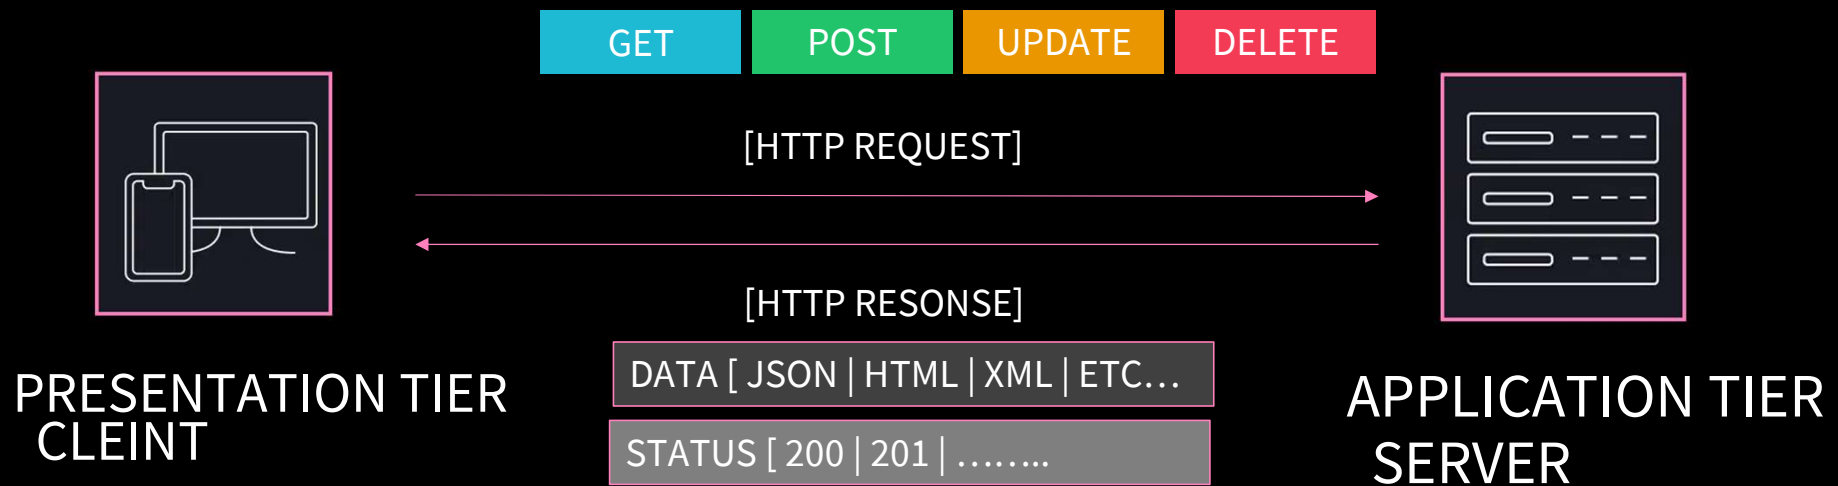 GET
POST
UPDATE
DELETE
[HTTP REQUEST]
[HTTP RESONSE]
DATA [ JSON | HTML | XML | ETC…
STATUS [ 200 | 201 | ……..
PRESENTATION TIER
CLEINT
APPLICATION TIER
SERVER